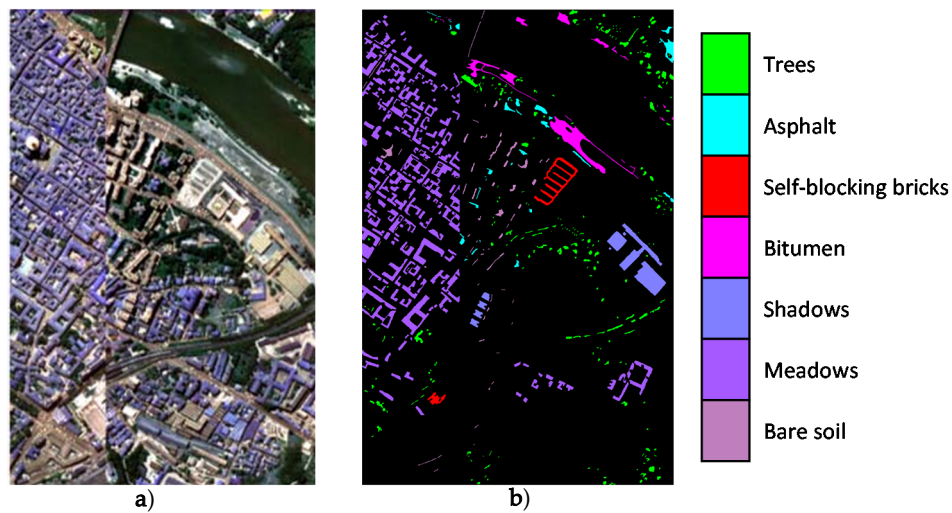 Trees
Asphalt
Self-blocking bricks
Bitumen
Shadows
Meadows
Bare soil
a)
b)